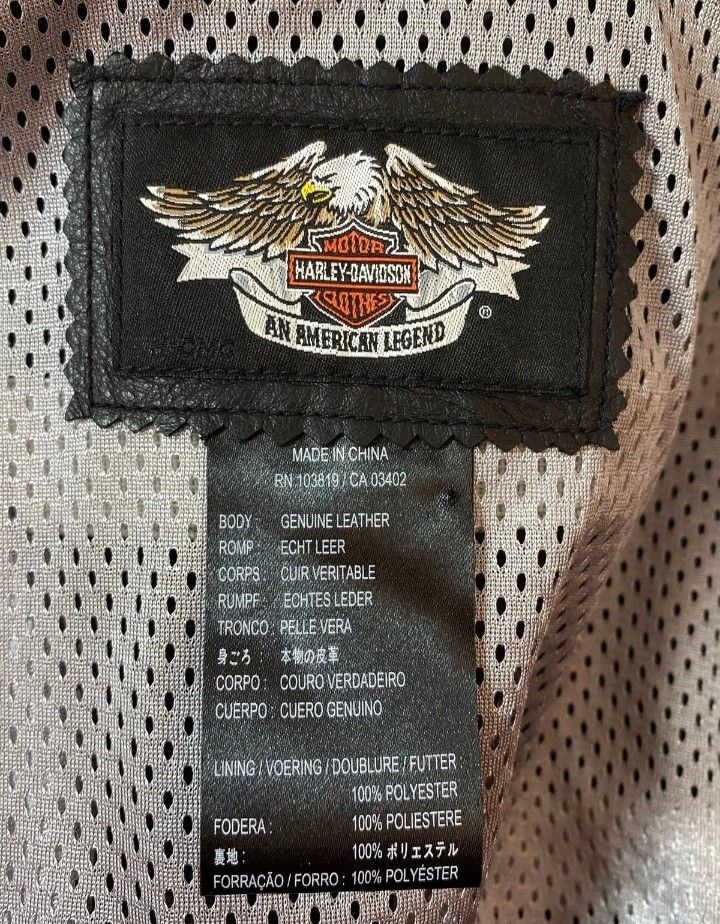 MOTOR
HARLEY-DAVIDSON
CLOTHES
AN AMERICAN LEGEND
®
MADE IN CHINA
RN 103819 / CA 03402
BODY : GENUINE LEATHER
ROMP : ECHT LEER
CORPS : CUIR VERITABLE
RUMPF : ECHTES LEDER
TRONCO : PELLE VERA
身ごろ : 本物の皮革
CORPO : COURO VERDADEIRO
CUERPO : CUERO GENUINO
LINING / VOERING / DOUBLURE / FUTTER :
100% POLYESTER
FODERA : 100% POLIESTERE
裏地 : 100% ポリエステル
FORRAÇÃO / FORRO : 100% POLYÉSTER